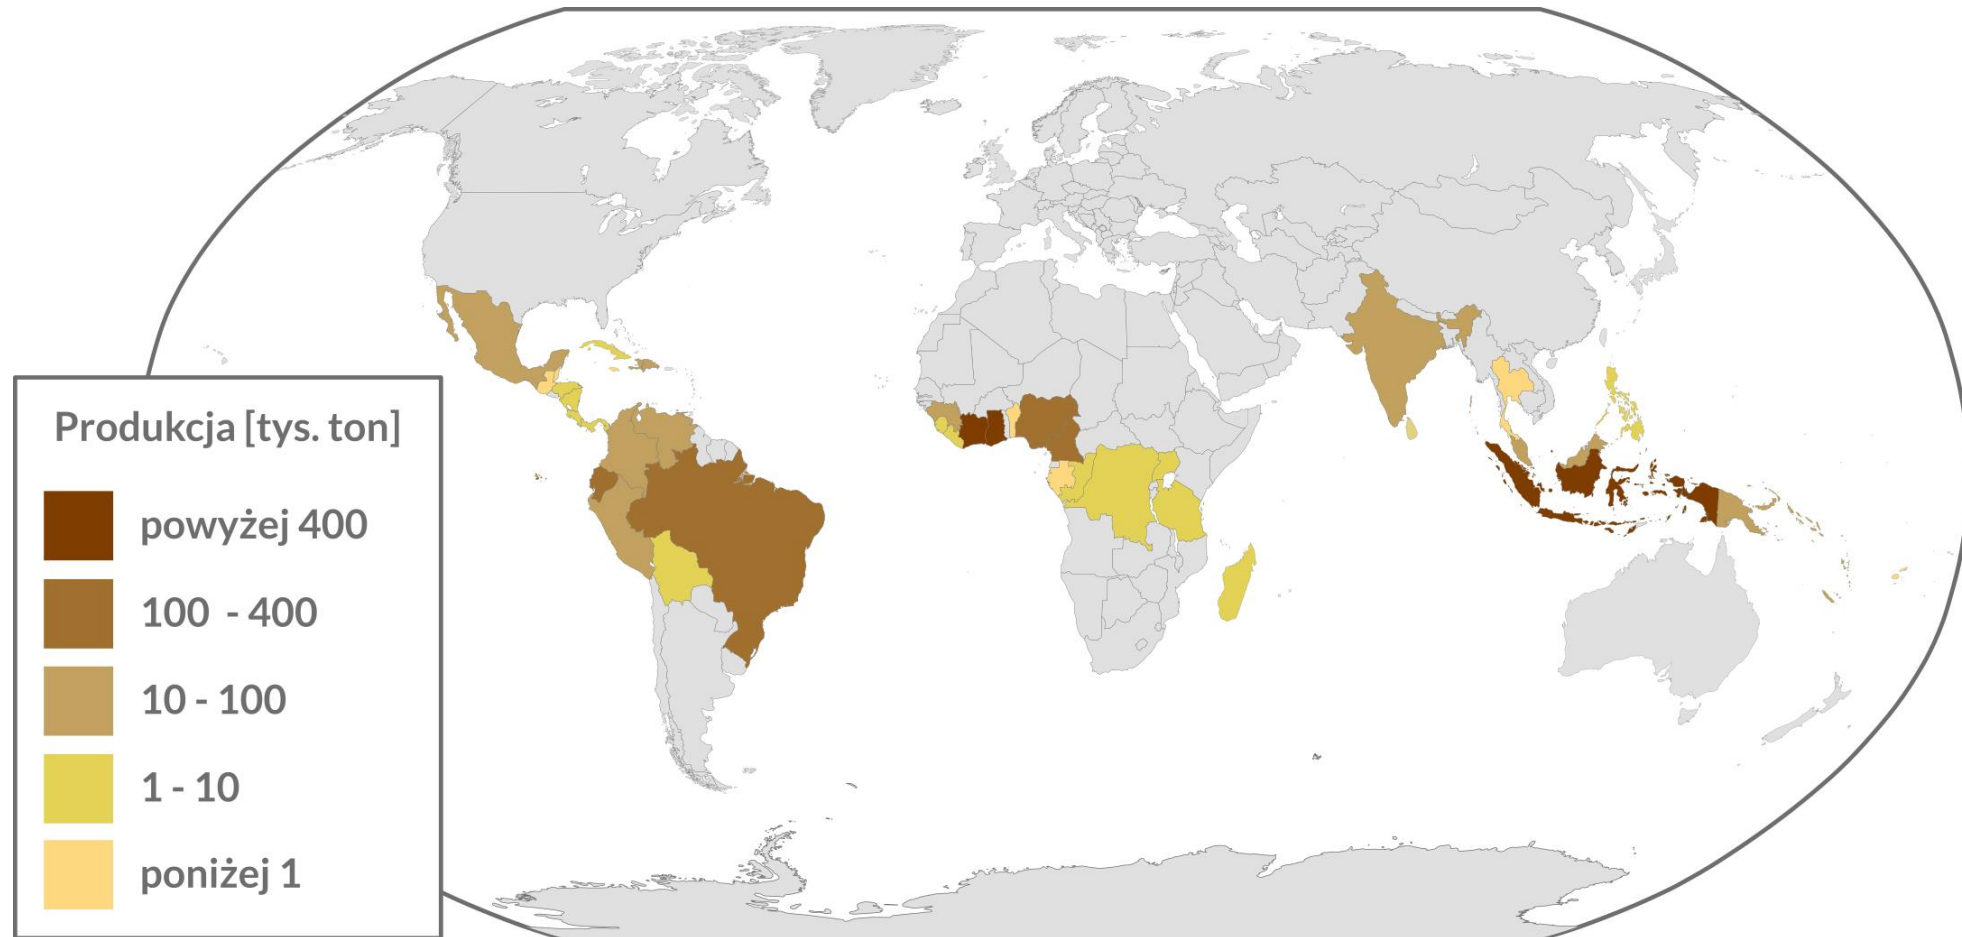 Produkcja [tys. ton]
powyżej 400
100 - 400
10 - 100
1 - 10
poniżej 1